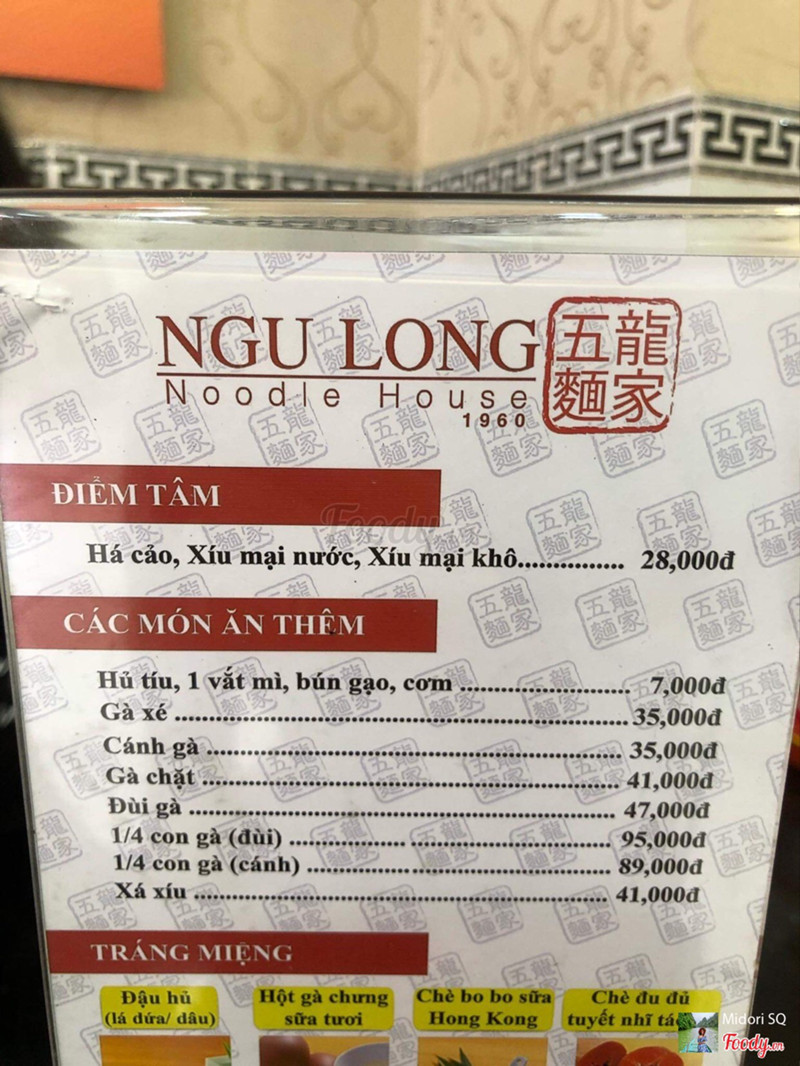 NGU LONG
Noodle House
1960
五龍
麵家
ĐIỂM TÂM
Há cảo, Xíu mại nước, Xíu mại khô............... 28,000đ
CÁC MÓN ĂN THÊM
Hủ tíu, 1 vắt mì, bún gạo, cơm ........................ 7,000đ
Gà xé ................................................................ 35,000đ
Cánh gà ............................................................ 35,000đ
Gà chặt ............................................................. 41,000đ
Đùi gà ............................................................... 47,000đ
1/4 con gà (đùi) ................................................ 95,000đ
1/4 con gà (cánh) ............................................. 89,000đ
Xá xíu ............................................................... 41,000đ
TRÁNG MIỆNG
Đậu hủ
(lá dứa/ dâu)
Hột gà chưng
sữa tươi
Chè bo bo sữa
Hong Kong
Chè đu đủ
tuyết nhĩ
Midori SQ
Foody.vn